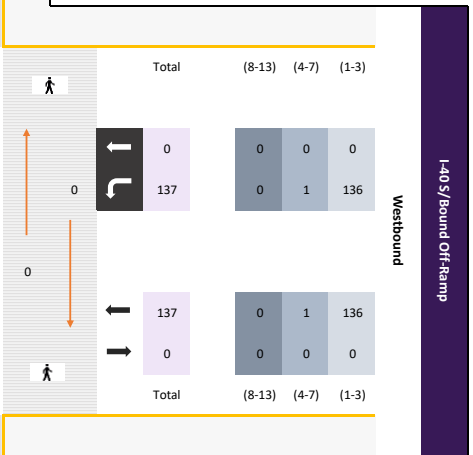 Total (8-13) (4-7) (1-3)
0 0 0 0
0 137 0 1 136
0
137 0 1 136
0 0 0 0
Total (8-13) (4-7) (1-3)
Westbound
I-40 S/Bound Off-Ramp